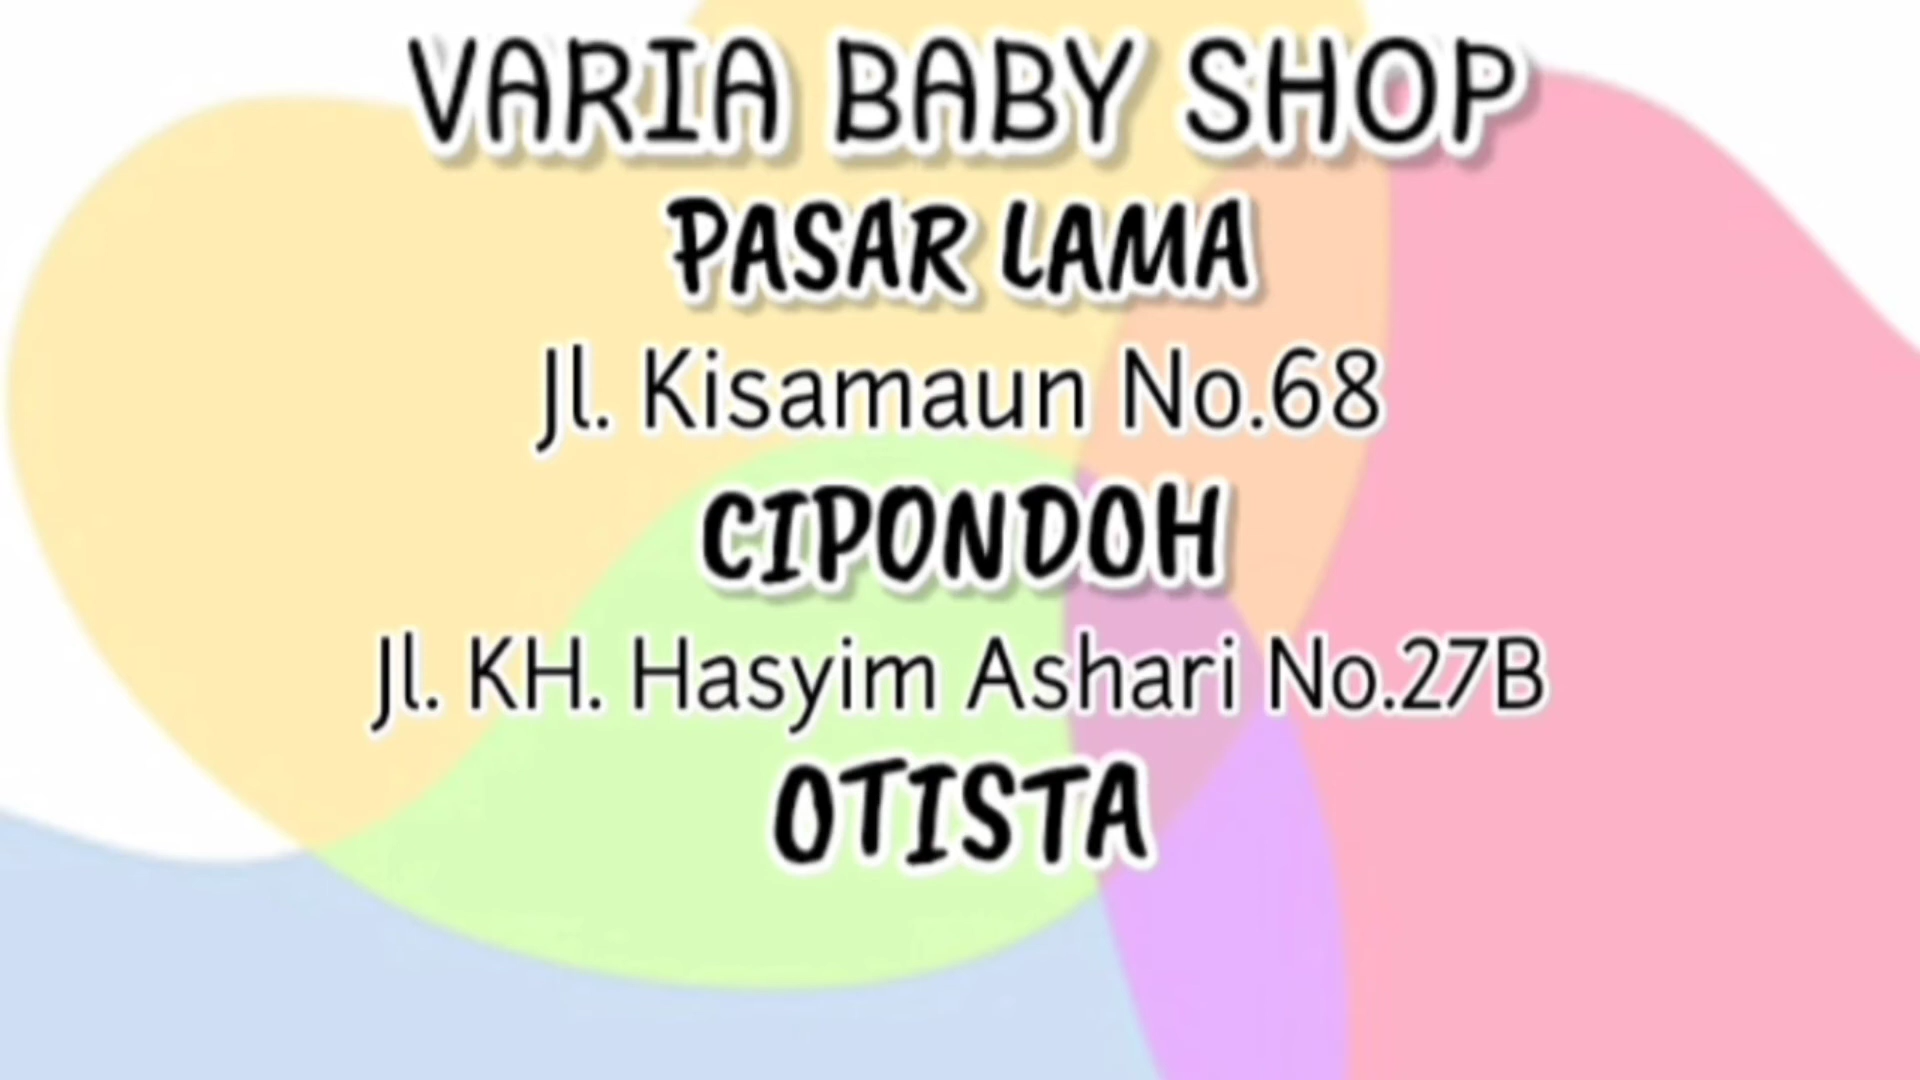 VARIA BABY SHOP
PASAR LAMA
Jl. Kisamaun No.68
CIPONDOH
Jl. KH. Hasyim Ashari No.27B
OTISTA